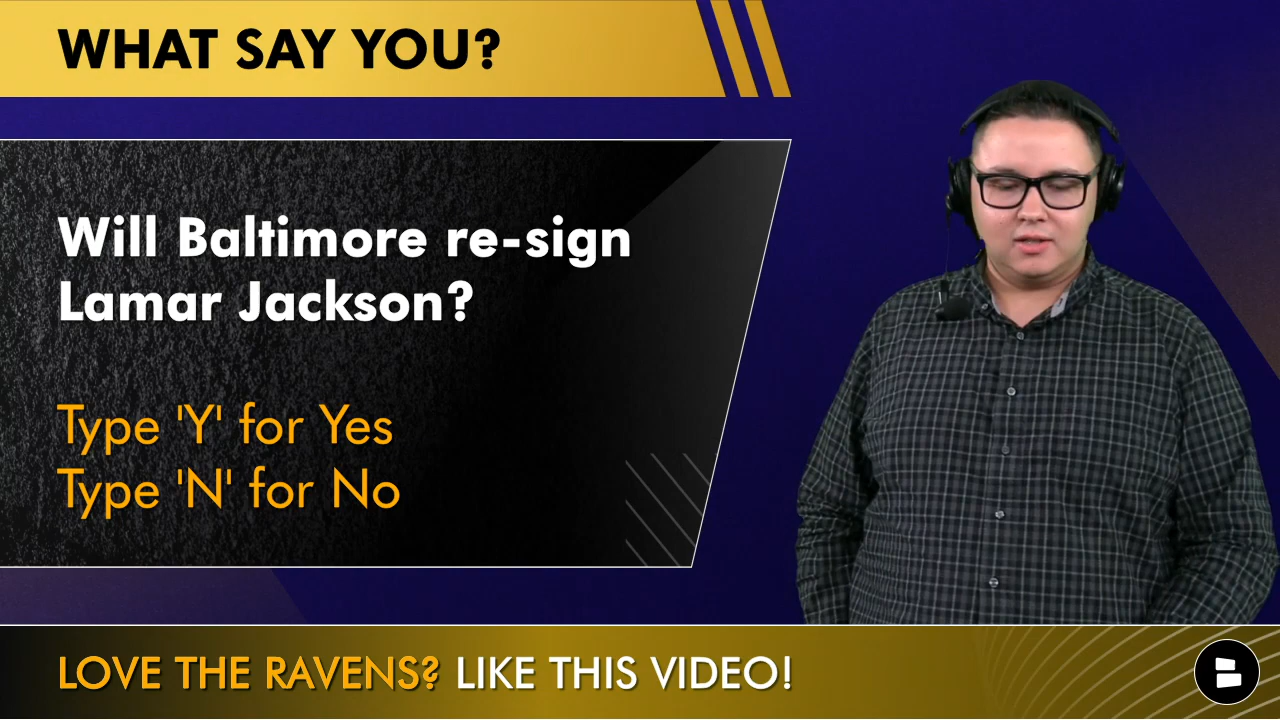 WHAT SAY YOU?
Will Baltimore re-sign
Lamar Jackson?
Type 'Y' for Yes
Type 'N' for No
LOVE THE RAVENS? LIKE THIS VIDEO!